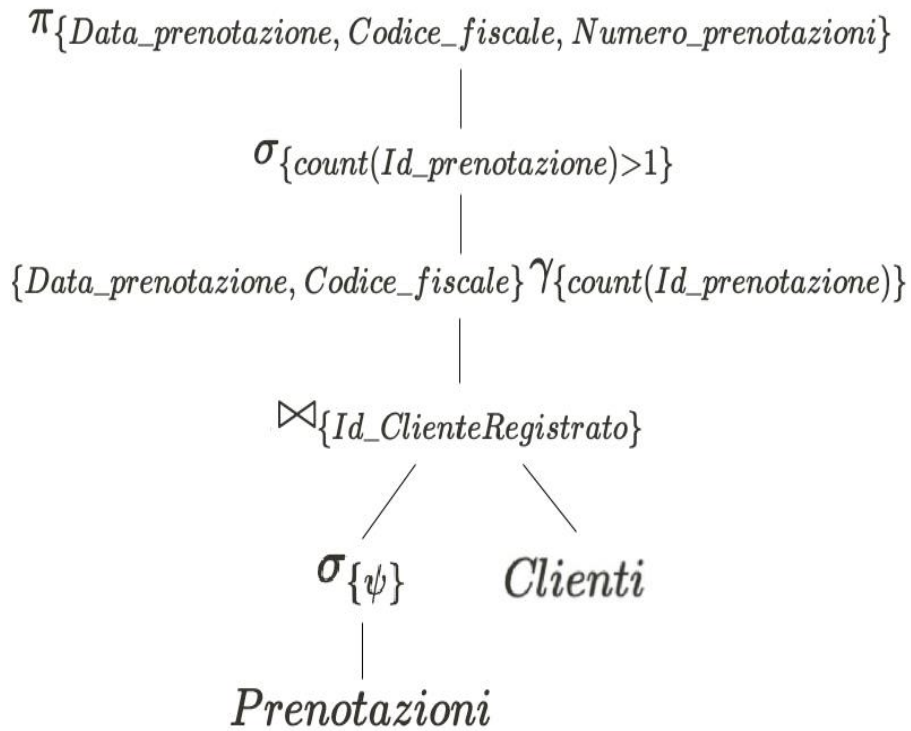 π{Data_prenotazione, Codice_fiscale, Numero_prenotazioni}
σ{count(Id_prenotazione)>1}
{Data_prenotazione, Codice_fiscale}γ{count(Id_prenotazione)}
⋈{Id_ClienteRegistrato}
σ{ψ} Clienti
Prenotazioni